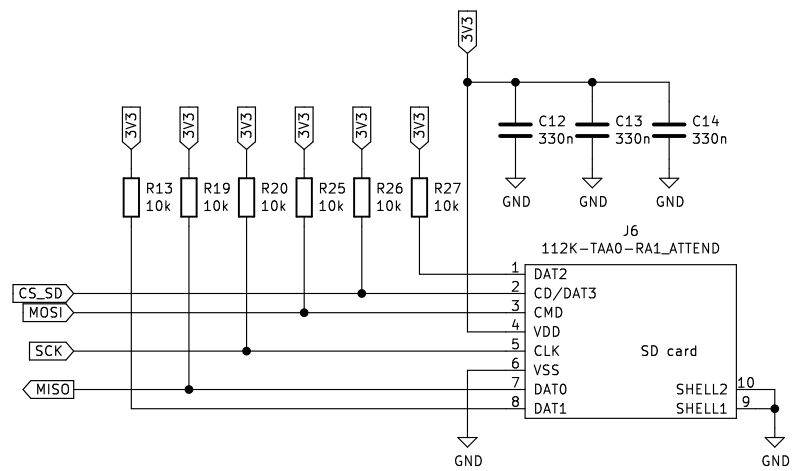 3V3
3V3
3V3
3V3
3V3
3V3
3V3
C12
330n
C13
330n
C14
330n
R13
10k
R19
10k
R20
10k
R25
10k
R26
10k
R27
10k
GND
GND
GND
J6
112K-TAA0-RA1_ATTEND
1 DAT2
CS_SD 2 CD/DAT3
MOSI 3 CMD
4 VDD
SCK 5 CLK SD card
6 VSS
MISO 7 DAT0 SHELL2 10
8 DAT1 SHELL1 9
GND
GND